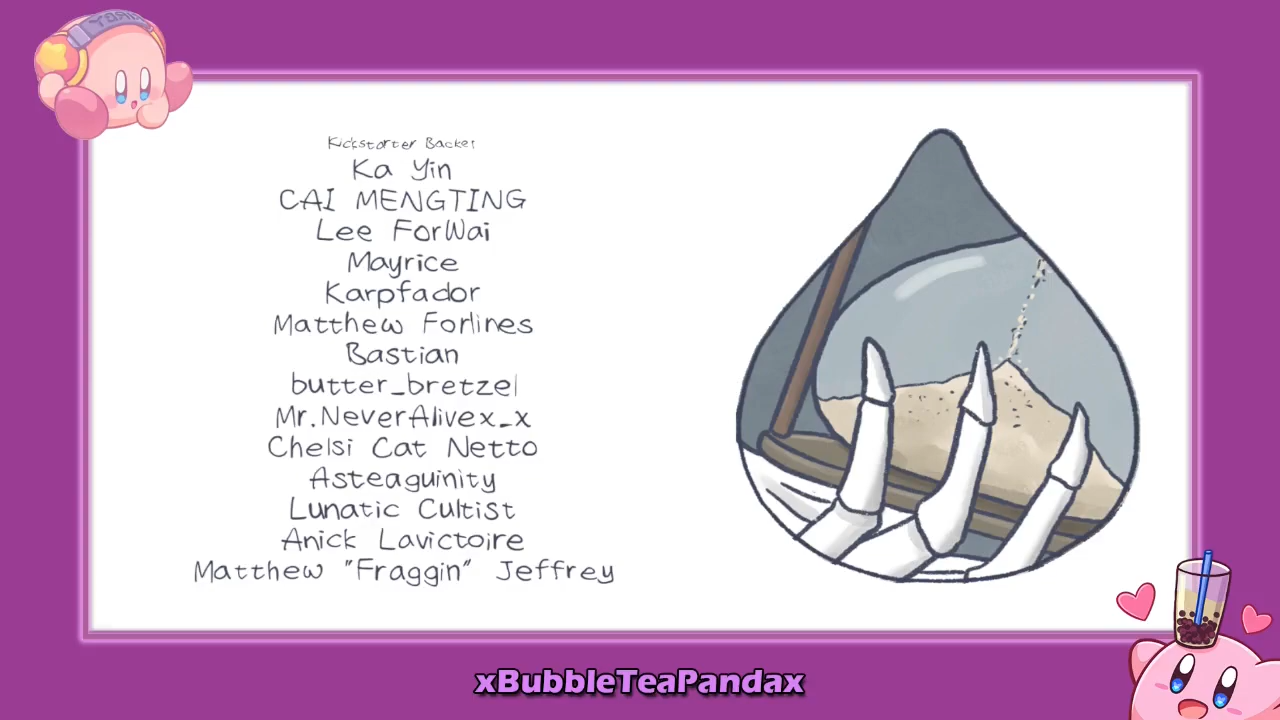 Kickstarter Backer
Ka Yin
CAI MENGTING
Lee ForWai
Mayrice
Karpfador
Matthew Forlines
Bastian
butter_bretzel
Mr.NeverAlivex_x
Chelsi Cat Netto
Asteaguinity
Lunatic Cultist
Anick Lavictoire
Matthew "Fraggin" Jeffrey
xBubbleTeaPandax